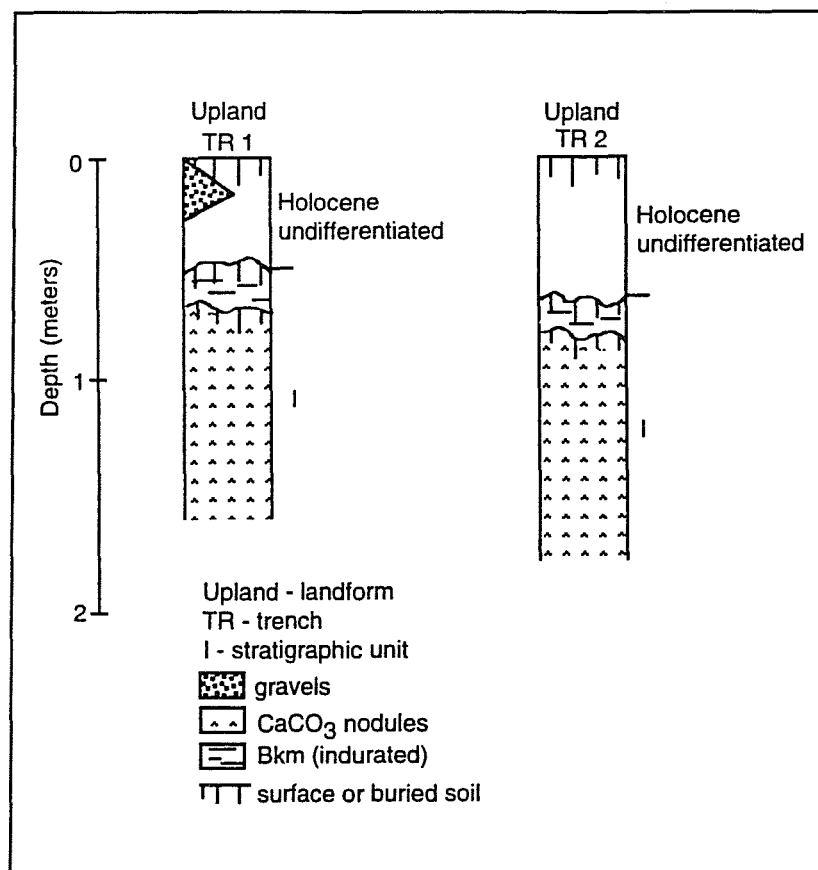 Upland
TR 1
Upland
TR 2
0
Holocene
undifferentiated
Holocene
undifferentiated
Depth (meters)
1
I
I
2
Upland - landform
TR - trench
I - stratigraphic unit
gravels
CaCO3 nodules
Bkm (indurated)
surface or buried soil